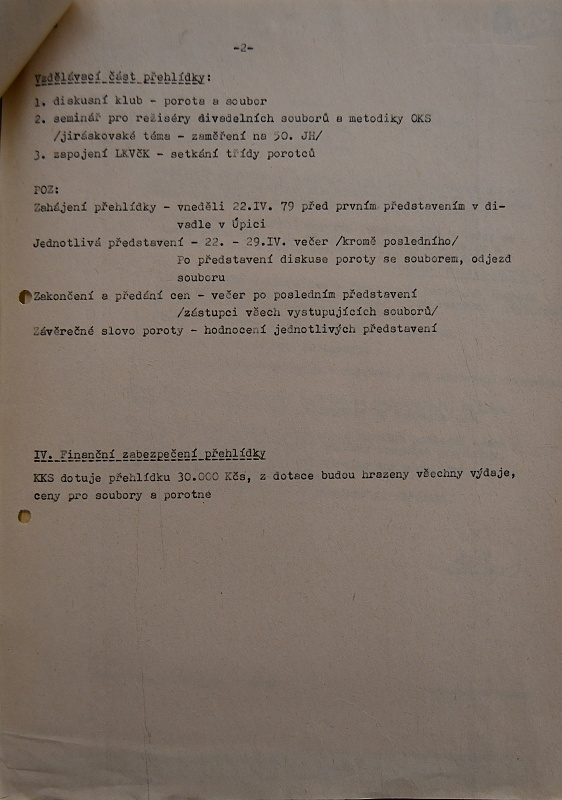 -2-
Vzdělávací část přehlídky:
1. diskusní klub - porota a soubor
2. seminář pro režiséry divadelních souborů a metodiky OKS
/jiráskovské téma - zaměření na 50. JH/
3. zapojení LKVČK - setkání třídy porotců
POZ:
Zahájení přehlídky - vneděli 22.IV. 79 před prvním představením v di-
vadle v Úpici
Jednotlivá představení - 22. - 29.IV. večer /kromě posledního/
Po představení diskuse poroty se souborem, odjezd
souboru
Zakončení a předání cen - večer po posledním představení
/zástupci všech vystupujících souborů/
Závěrečné slovo poroty - hodnocení jednotlivých představení
IV. Finanční zabezpečení přehlídky
KKS dotuje přehlídku 30.000 Kčs, z dotace budou hrazeny všechny výdaje,
ceny pro soubory a porotné